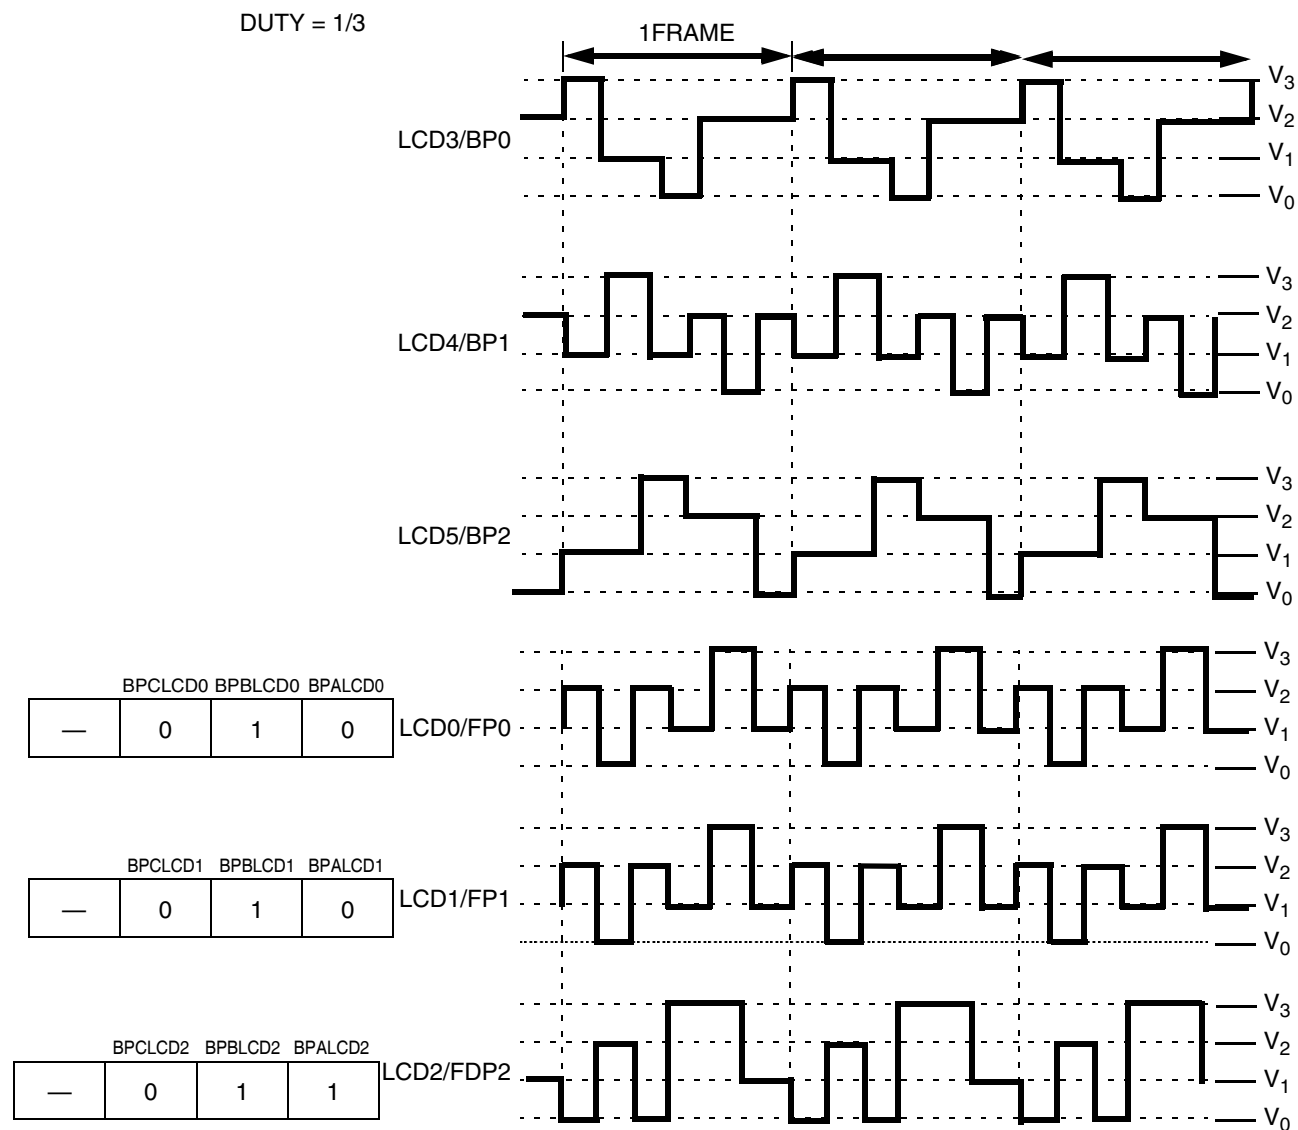 DUTY = 1/3
1FRAME
LCD3/BP0
V3
V2
V1
V0
LCD4/BP1
V3
V2
V1
V0
LCD5/BP2
V3
V2
V1
V0
BPCLCD0 BPBLCD0 BPALCD0
— 0 1 0
LCD0/FP0
V3
V2
V1
V0
BPCLCD1 BPBLCD1 BPALCD1
— 0 1 0
LCD1/FP1
V3
V2
V1
V0
BPCLCD2 BPBLCD2 BPALCD2
— 0 1 1
LCD2/FDP2
V3
V2
V1
V0